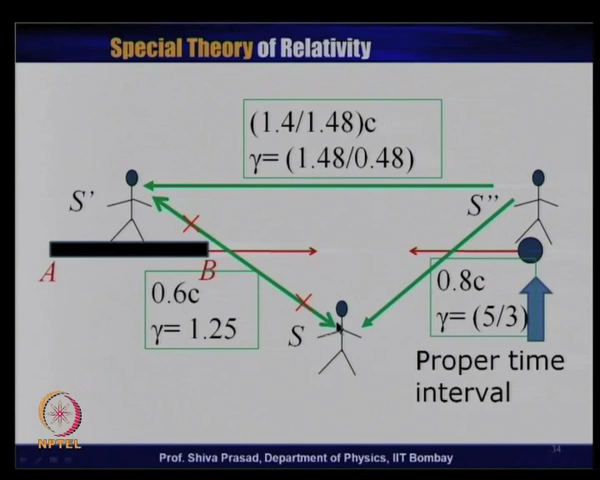 Special Theory of Relativity
(1.4/1.48)c
γ= (1.48/0.48)
S'
S''
A
B
0.6c
γ= 1.25
S
0.8c
γ= (5/3)
Proper time
interval
NPTEL
Prof. Shiva Prasad, Department of Physics, IIT Bombay
34